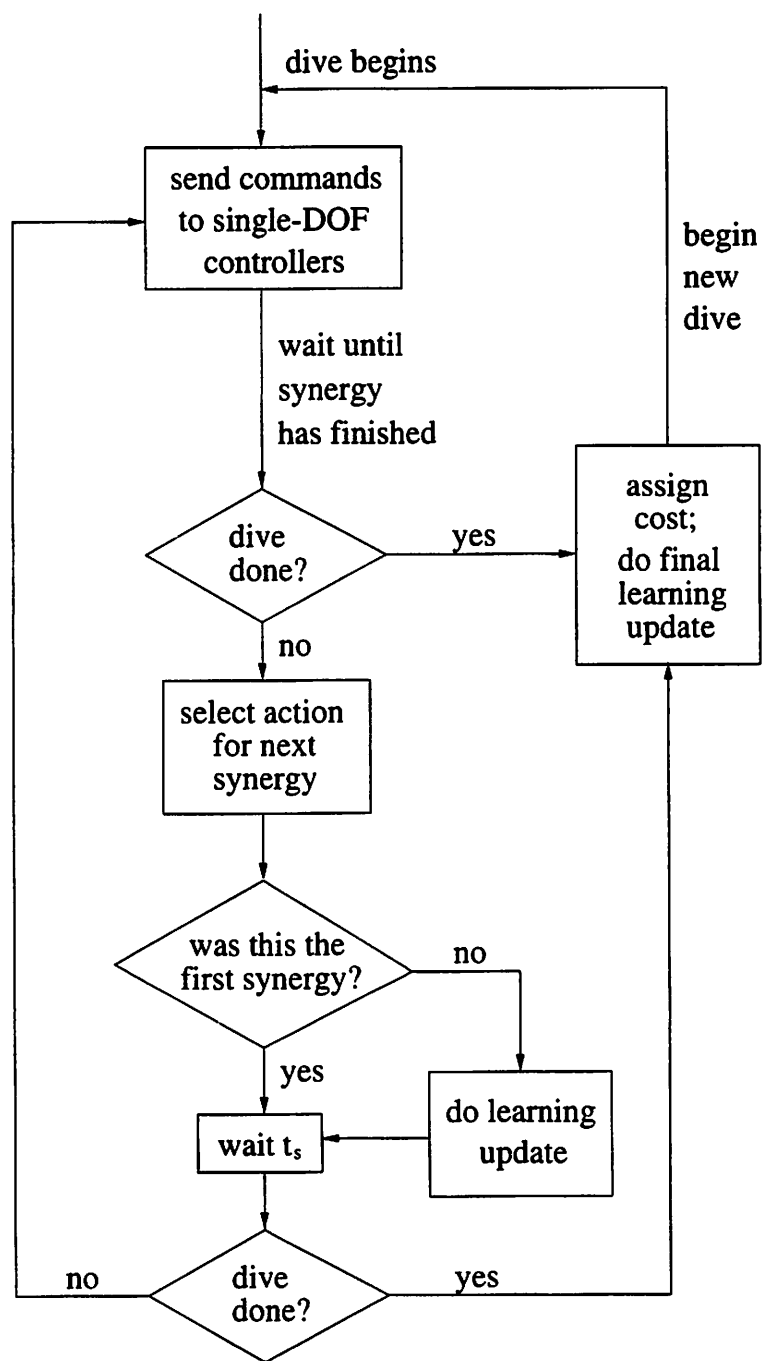 dive begins
send commands
to single-DOF
controllers
begin
new
dive
wait until
synergy
has finished
dive
done?
yes
assign
cost;
do final
learning
update
no
select action
for next
synergy
was this the
first synergy?
no
yes
do learning
update
wait tₛ
no
dive
done?
yes